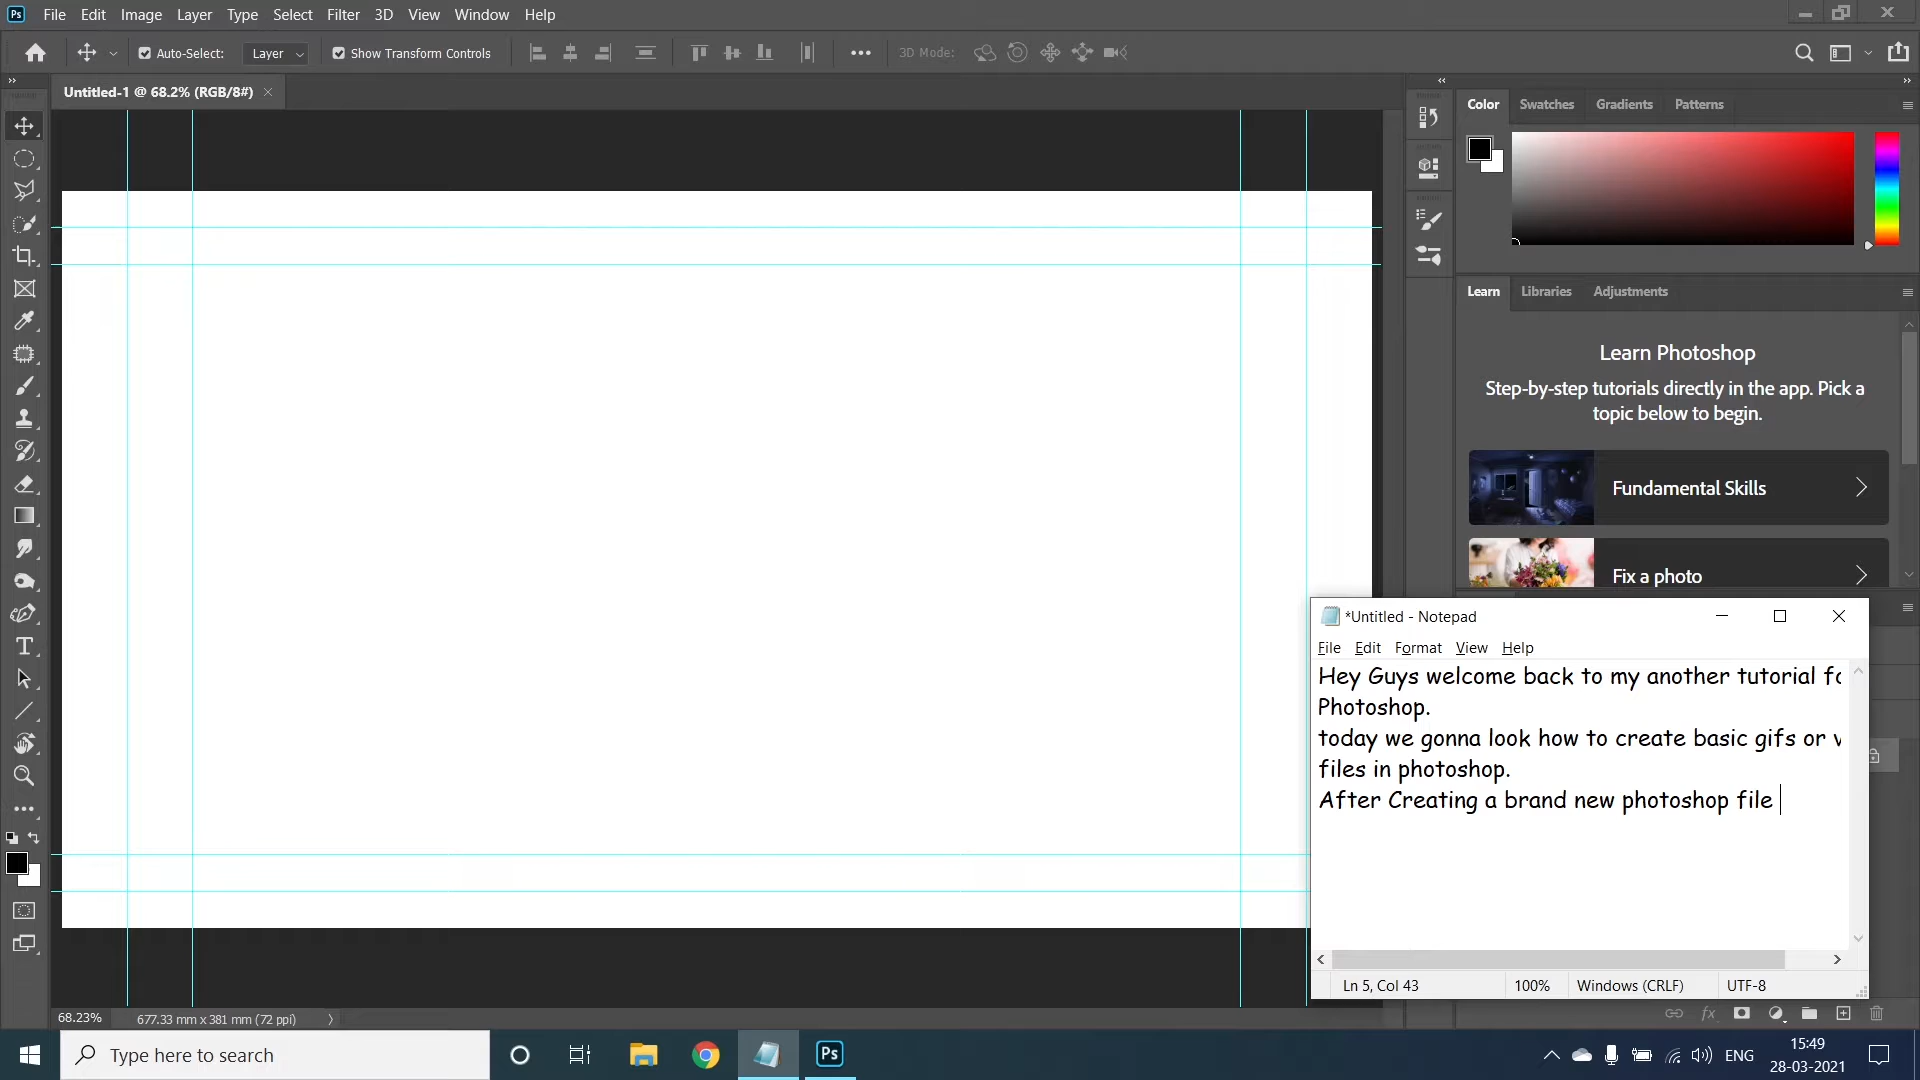 Ps File Edit Image Layer Type Select Filter 3D View Window Help
Auto-Select: Layer Show Transform Controls 3D Mode:
Untitled-1 @ 68.2% (RGB/8#)
Color Swatches Gradients Patterns
Learn Libraries Adjustments
Learn Photoshop
Step-by-step tutorials directly in the app. Pick a
topic below to begin.
Fundamental Skills
Fix a photo
*Untitled - Notepad
File Edit Format View Help
Hey Guys welcome back to my another tutorial
Photoshop.
today we gonna look how to create basic gifs or
files in photoshop.
After Creating a brand new photoshop file
Ln 5, Col 43 100% Windows (CRLF) UTF-8
68.23% 677.33 mm x 381 mm (72 ppi)
fx
Type here to search
Ps
ENG
15:49
28-03-2021